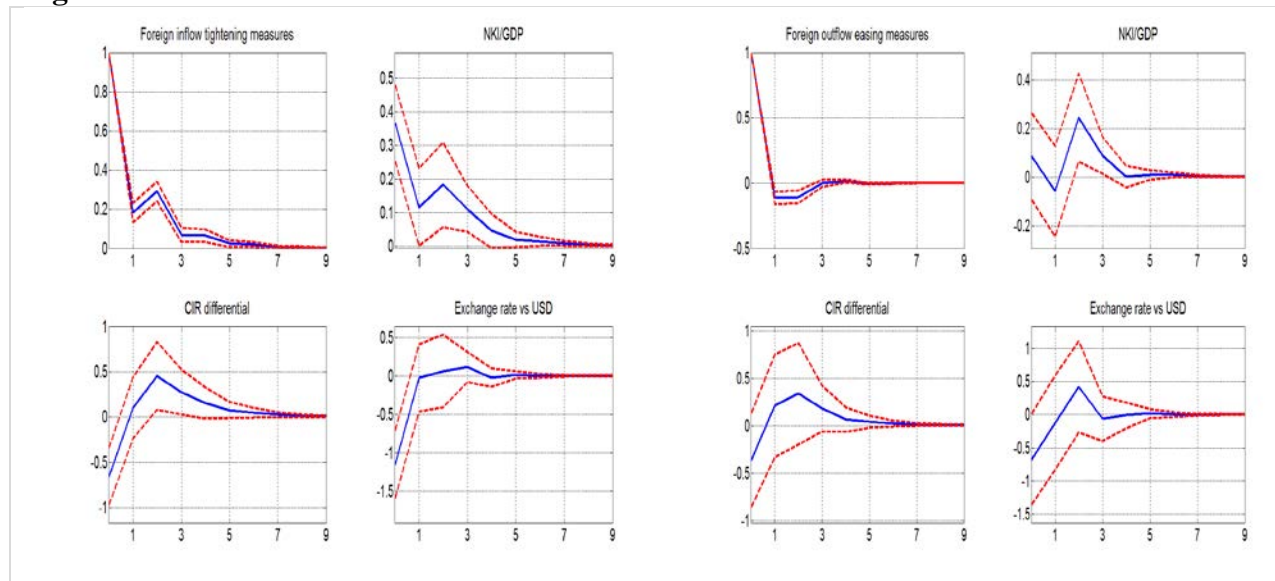 Foreign inflow tightening measures
1
0.8
0.6
0.4
0.2
0
1 3 5 7 9
NKI/GDP
0.5
0.4
0.3
0.2
0.1
0
1 3 5 7 9
Foreign outflow easing measures
1
0.5
0
-0.5
1 3 5 7 9
NKI/GDP
0.4
0.2
0
-0.2
1 3 5 7 9
CIR differential
1
0.5
0
-0.5
-1
1 3 5 7 9
Exchange rate vs USD
0.5
0
-0.5
-1
-1.5
1 3 5 7 9
CIR differential
1
0.5
0
-0.5
-1
1 3 5 7 9
Exchange rate vs USD
1
0.5
0
-0.5
-1
-1.5
1 3 5 7 9